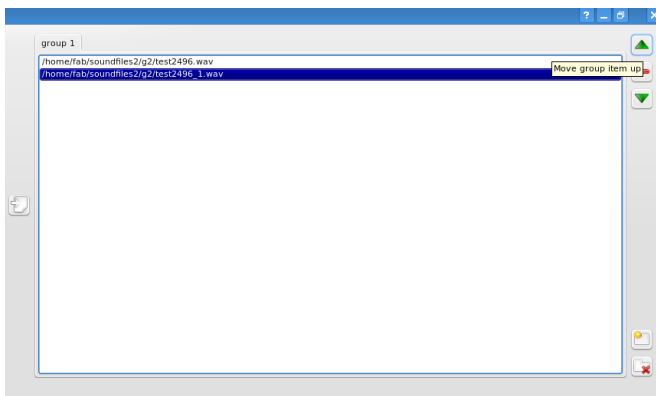 group 1
/home/fab/soundfiles2/g2/test2496.wav
/home/fab/soundfiles2/g2/test2496_1.wav
Move group item up